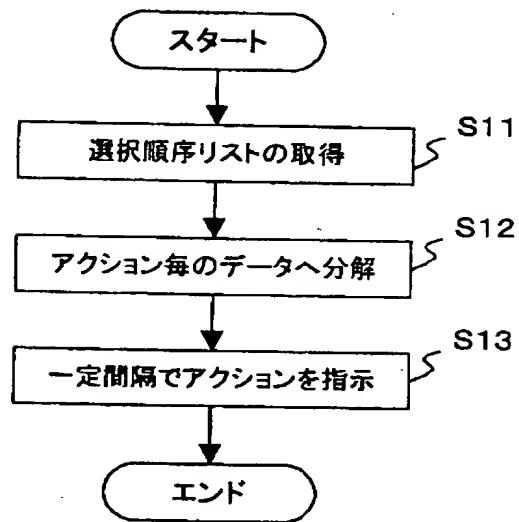 スタート
選択順序リストの取得
S11
アクション毎のデータへ分解
S12
一定間隔でアクションを指示
S13
エンド